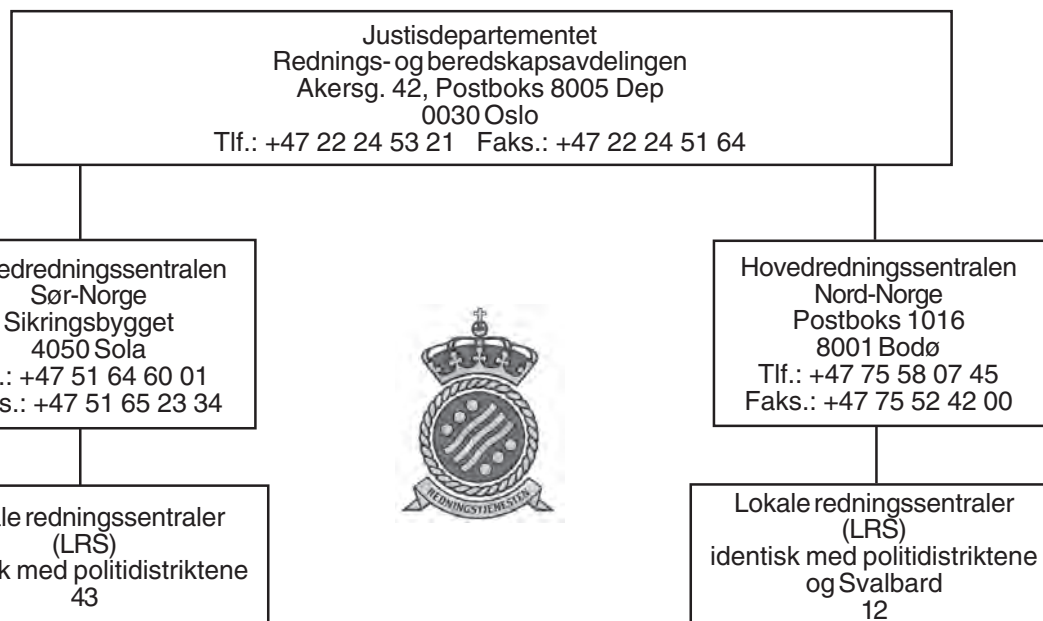 Justisdepartementet
Rednings- og beredskapsavdelingen
Akersg. 42, Postboks 8005 Dep
0030 Oslo
Tlf.: +47 22 24 53 21 Faks.: +47 22 24 51 64
edredningssentralen
Sør-Norge
Sikringsbygget
4050 Sola
.: +47 51 64 60 01
s.: +47 51 65 23 34
Hovedredningssentralen
Nord-Norge
Postboks 1016
8001 Bodø
Tlf.: +47 75 58 07 45
Faks.: +47 75 52 42 00
REDNINGSTJENESTEN
le redningssentraler
(LRS)
k med politidistriktene
43
Lokale redningssentraler
(LRS)
identisk med politidistriktene
og Svalbard
12